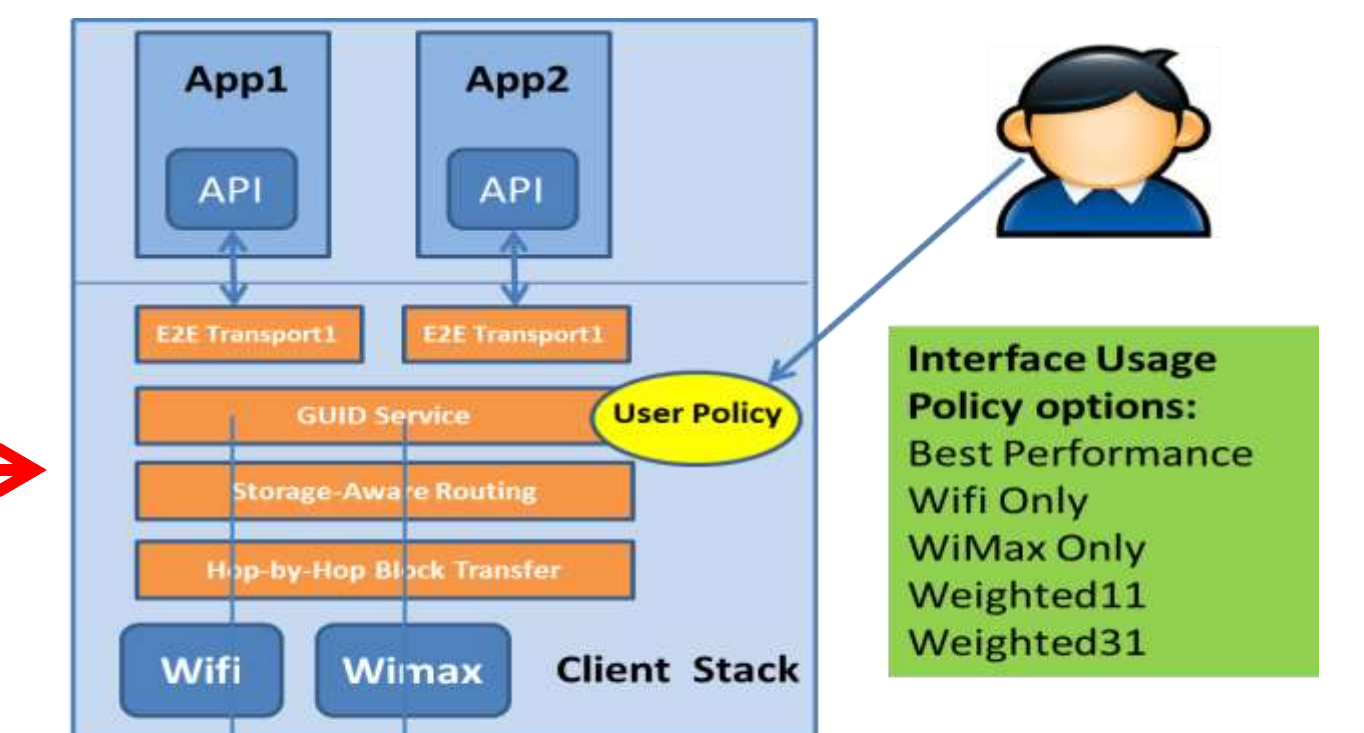 App1
App2
API
API
E2E Transport1
E2E Transport1
GUID Service
User Policy
Storage-Aware Routing
Hop-by-Hop Block Transfer
Wifi
Wimax
Client Stack
Interface Usage
Policy options:
Best Performance
Wifi Only
WiMax Only
Weighted11
Weighted31